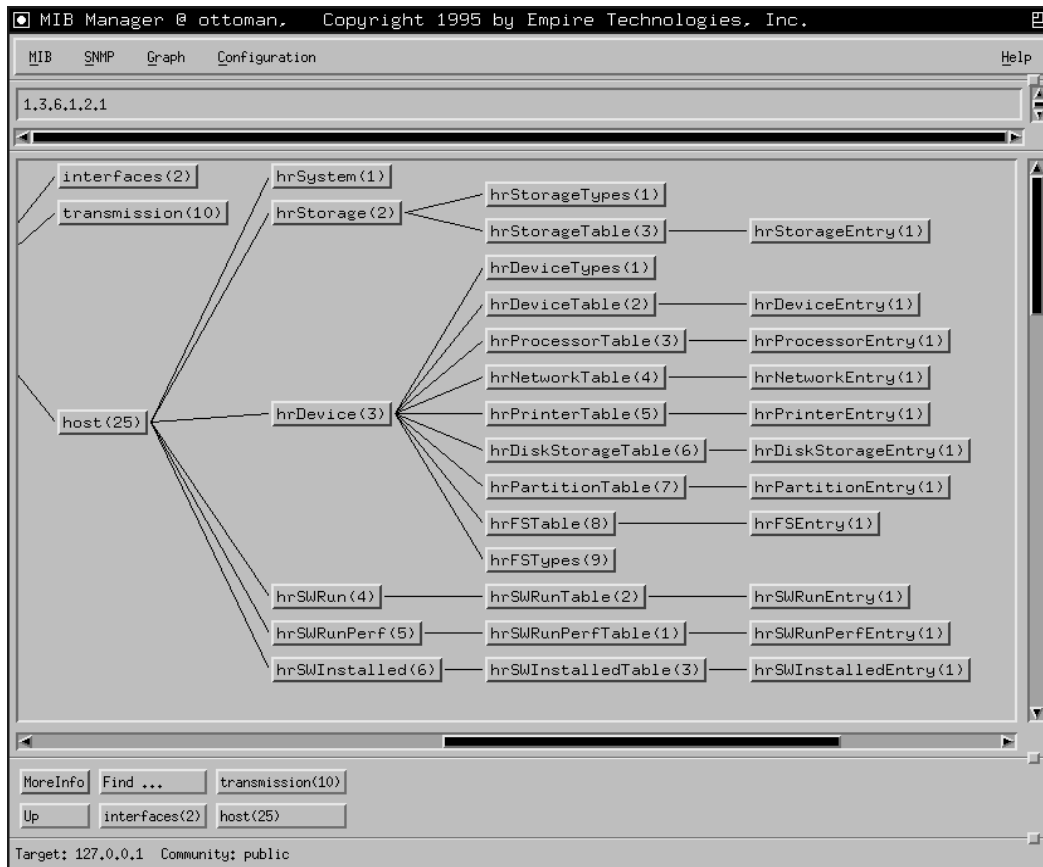 MIB Manager @ ottoman,   Copyright 1995 by Empire Technologies, Inc.
MIB SNMP Graph Configuration Help
1.3.6.1.2.1
interfaces(2) hrSystem(1)
hrStorageTypes(1)
transmission(10) hrStorage(2)
hrStorageTable(3) hrStorageEntry(1)
hrDeviceTypes(1)
hrDeviceTable(2) hrDeviceEntry(1)
hrProcessorTable(3) hrProcessorEntry(1)
hrNetworkTable(4) hrNetworkEntry(1)
host(25) hrDevice(3) hrPrinterTable(5) hrPrinterEntry(1)
hrDiskStorageTable(6) hrDiskStorageEntry(1)
hrPartitionTable(7) hrPartitionEntry(1)
hrFSTable(8) hrFSEntry(1)
hrFSTypes(9)
hrSWRun(4) hrSWRunTable(2) hrSWRunEntry(1)
hrSWRunPerf(5) hrSWRunPerfTable(1) hrSWRunPerfEntry(1)
hrSWInstalled(6) hrSWInstalledTable(3) hrSWInstalledEntry(1)
MoreInfo Find ... transmission(10)
Up interfaces(2) host(25)
Target: 127.0.0.1 Community: public